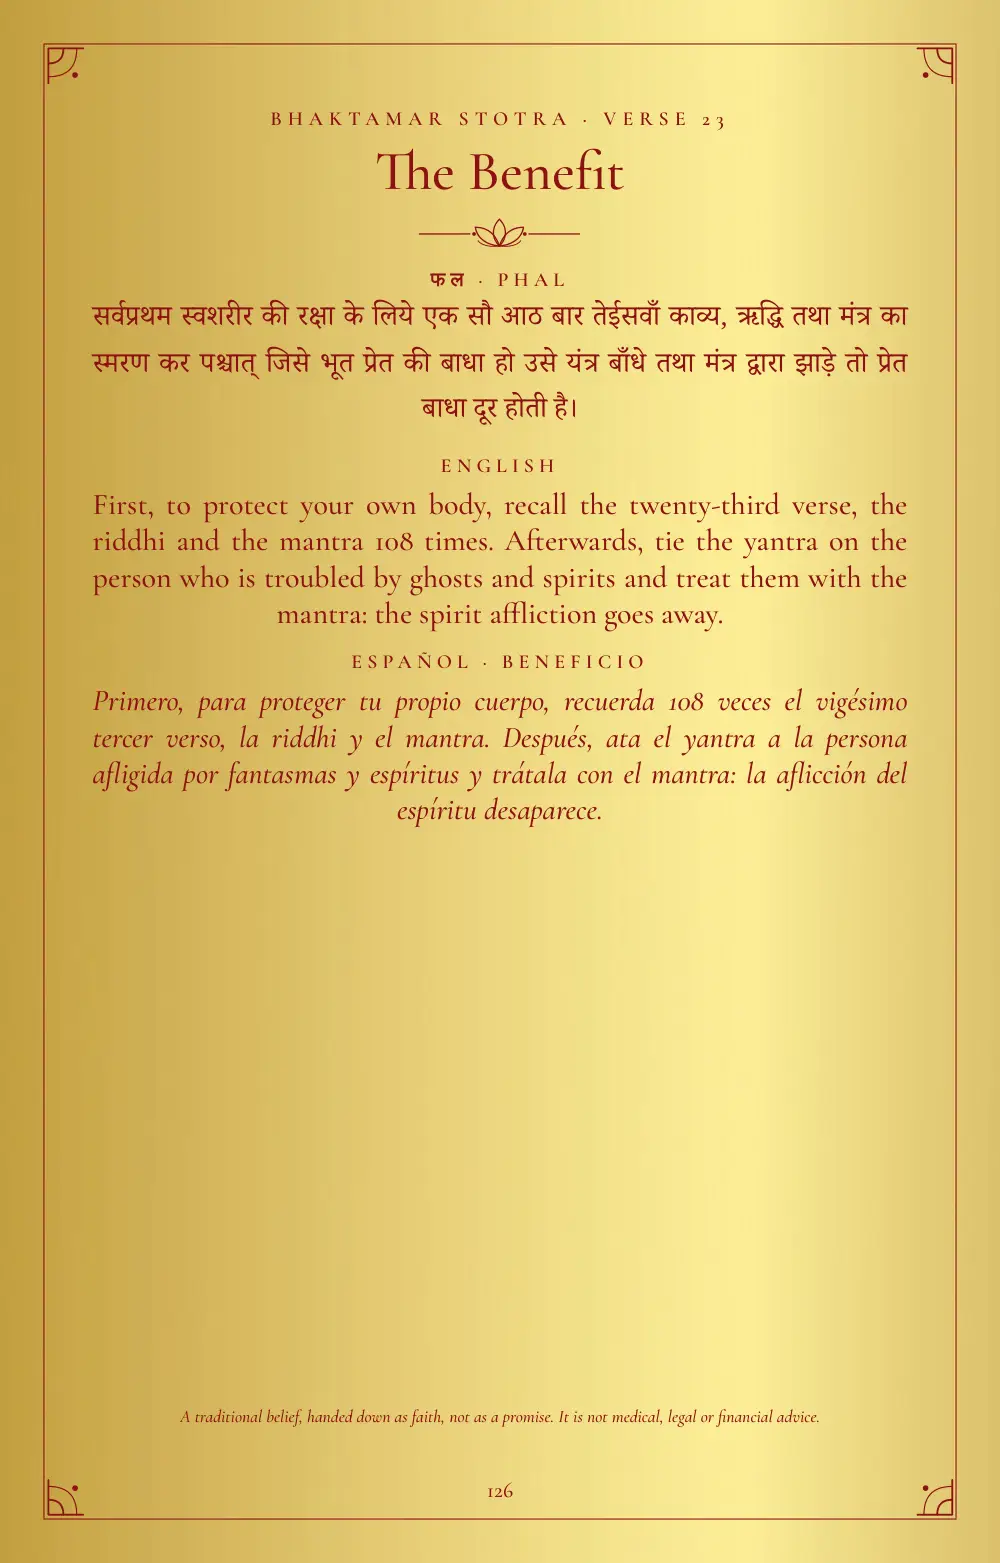 BHAKTAMAR STOTRA · VERSE 23
The Benefit
फल · PHAL
सर्वप्रथम स्वशरीर की रक्षा के लिये एक सौ आठ बार तेईसवाँ काव्य, ऋद्धि तथा मंत्र का
स्मरण कर पश्चात् जिसे भूत प्रेत की बाधा हो उसे यंत्र बाँधे तथा मंत्र द्वारा झाड़े तो प्रेत
बाधा दूर होती है।
ENGLISH
First, to protect your own body, recall the twenty-third verse, the
riddhi and the mantra 108 times. Afterwards, tie the yantra on the
person who is troubled by ghosts and spirits and treat them with the
mantra: the spirit affliction goes away.
ESPAÑOL · BENEFICIO
Primero, para proteger tu propio cuerpo, recuerda 108 veces el vigésimo
tercer verso, la riddhi y el mantra. Después, ata el yantra a la persona
afligida por fantasmas y espíritus y trátala con el mantra: la aflicción del
espíritu desaparece.
A traditional belief, handed down as faith, not as a promise. It is not medical, legal or financial advice.
126